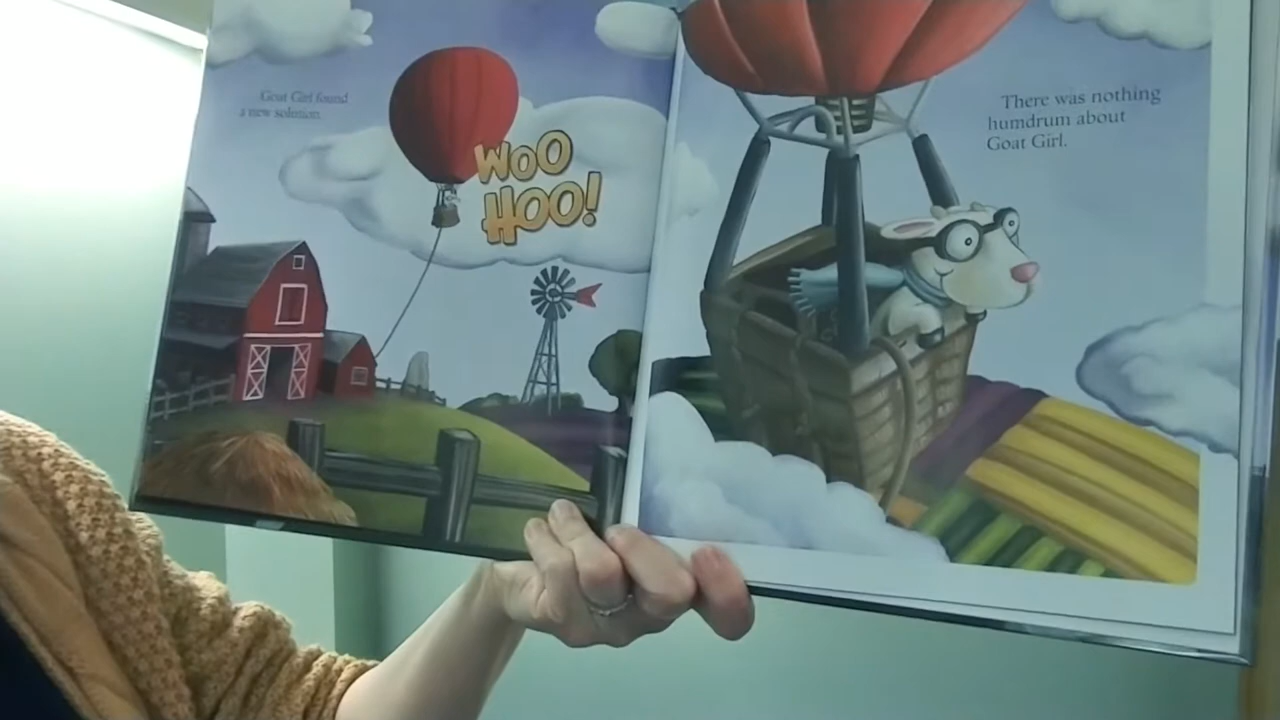 Goat Girl found
a new solution.
WOO
HOO!
There was nothing
humdrum about
Goat Girl.